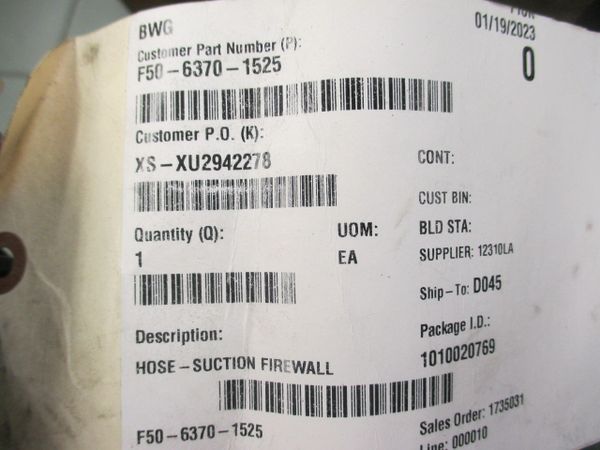 BWG
01/19/2023
Customer Part Number (P):
F50-6370-1525
0
Customer P.O. (K):
XS-XU2942278
CONT:
CUST BIN:
Quantity (Q):
UOM:
BLD STA:
1
EA
SUPPLIER: 12310LA
Ship-To: D045
Description:
Package I.D.:
HOSE-SUCTION FIREWALL
1010020769
F50-6370-1525
Sales Order: 1735031
Line: 000010